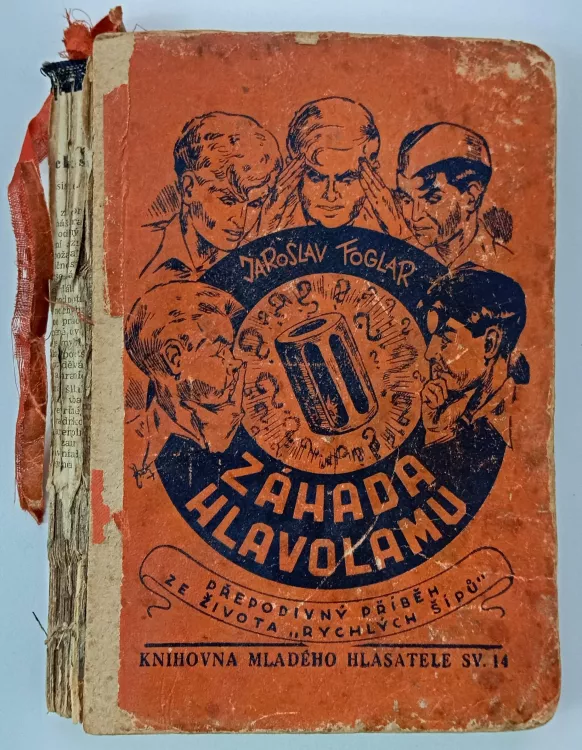 JAROSLAV FOGLAR
ZÁHADA
HLAVOLAMU
PŘEPODIVNÝ PŘÍBĚH
ZE ŽIVOTA „RYCHLÝCH ŠÍPŮ"
KNIHOVNA MLADÉHO HLASATELE SV. 14